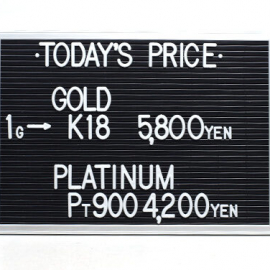 ·TODAY'S PRICE·
GOLD
1G→ K18 5,800YEN
PLATINUM
PT900 4,200YEN